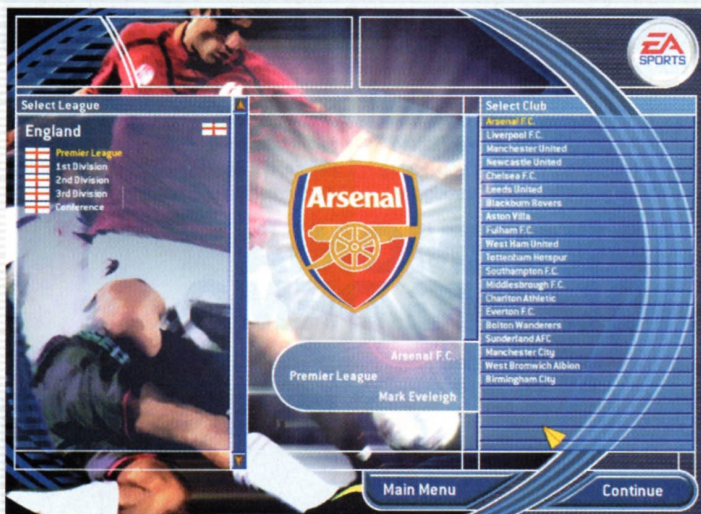 EA
SPORTS
Select League
England
Premier League
1st Division
2nd Division
3rd Division
Conference
Arsenal
Arsenal F.C.
Premier League
Mark Eveleigh
Select Club
Arsenal F.C.
Liverpool F.C.
Manchester United
Newcastle United
Chelsea F.C.
Leeds United
Blackburn Rovers
Aston Villa
Fulham F.C.
West Ham United
Tottenham Hotspur
Southampton F.C.
Middlesbrough F.C.
Charlton Athletic
Everton F.C.
Bolton Wanderers
Sunderland AFC
Manchester City
West Bromwich Albion
Birmingham City
Main Menu
Continue